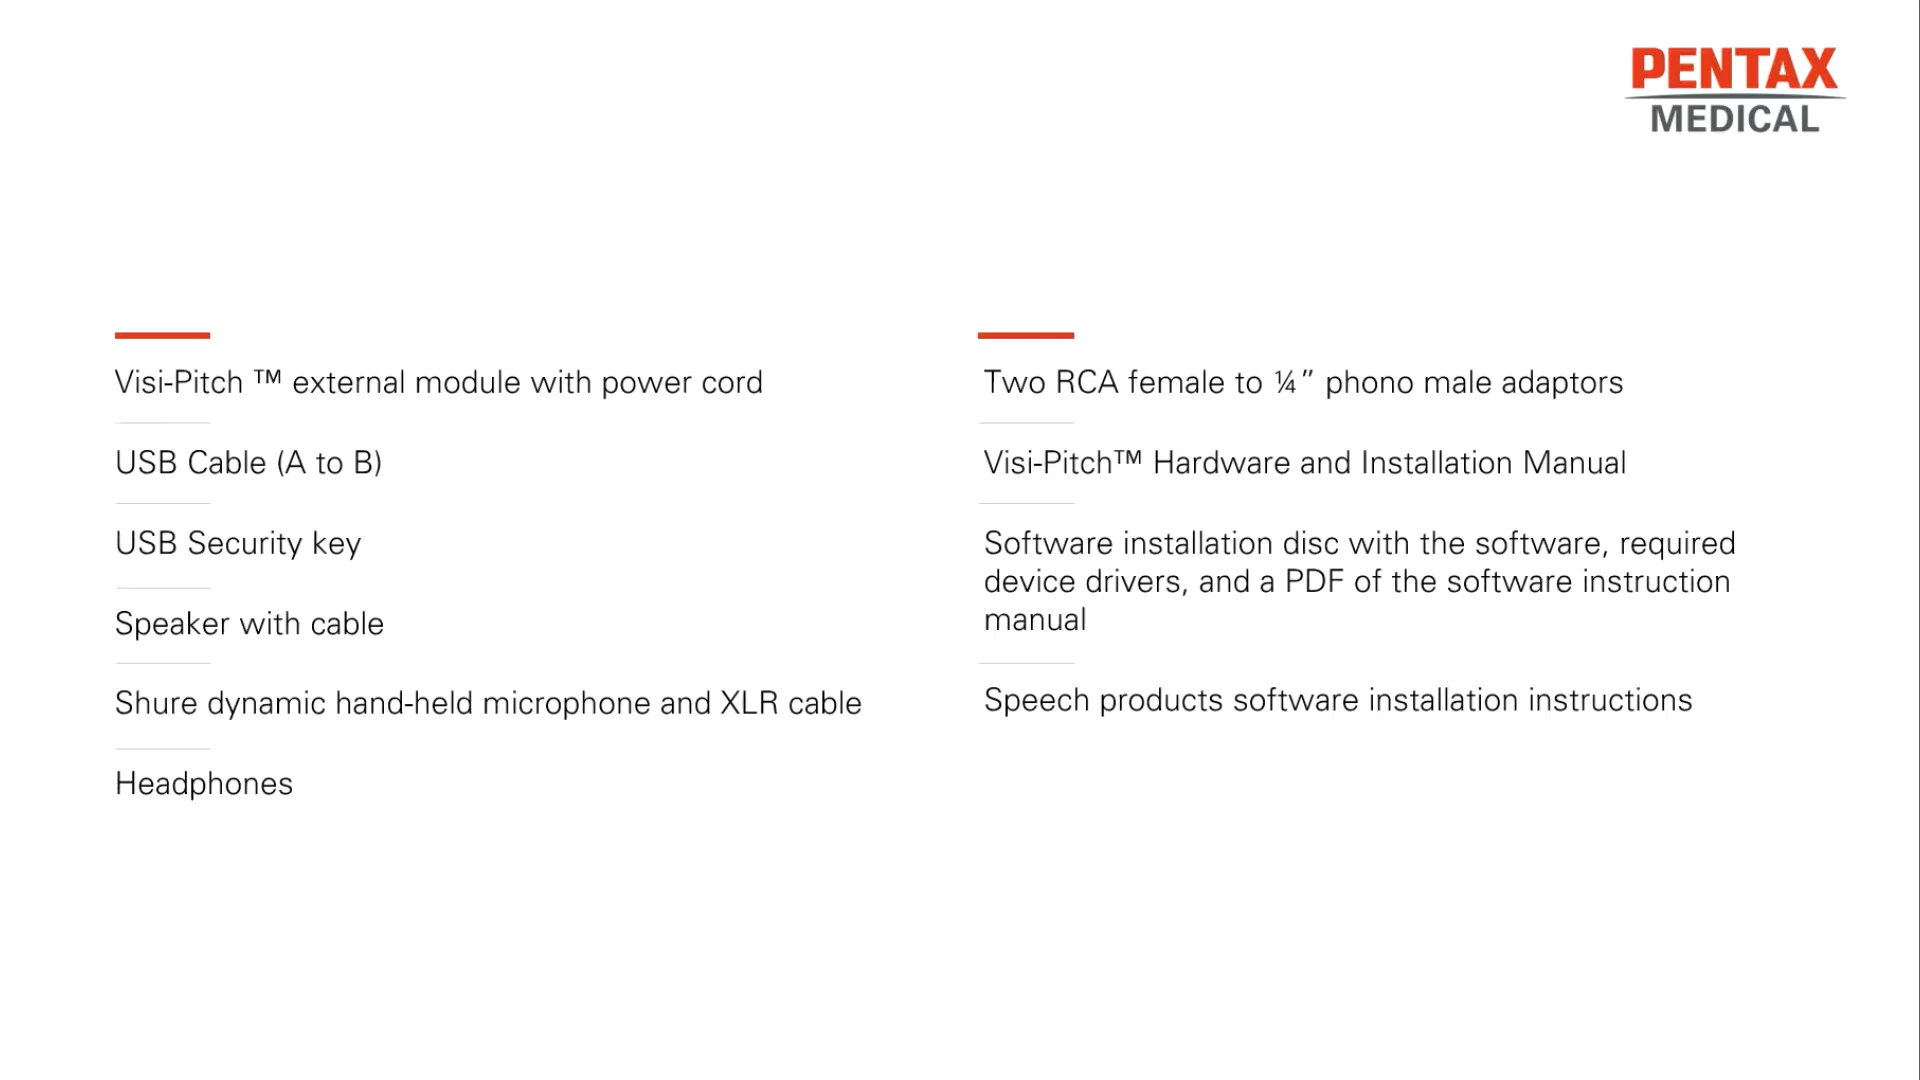 PENTAX
MEDICAL
Visi-Pitch ™ external module with power cord
USB Cable (A to B)
USB Security key
Speaker with cable
Shure dynamic hand-held microphone and XLR cable
Headphones
Two RCA female to ¼” phono male adaptors
Visi-Pitch™ Hardware and Installation Manual
Software installation disc with the software, required
device drivers, and a PDF of the software instruction
manual
Speech products software installation instructions